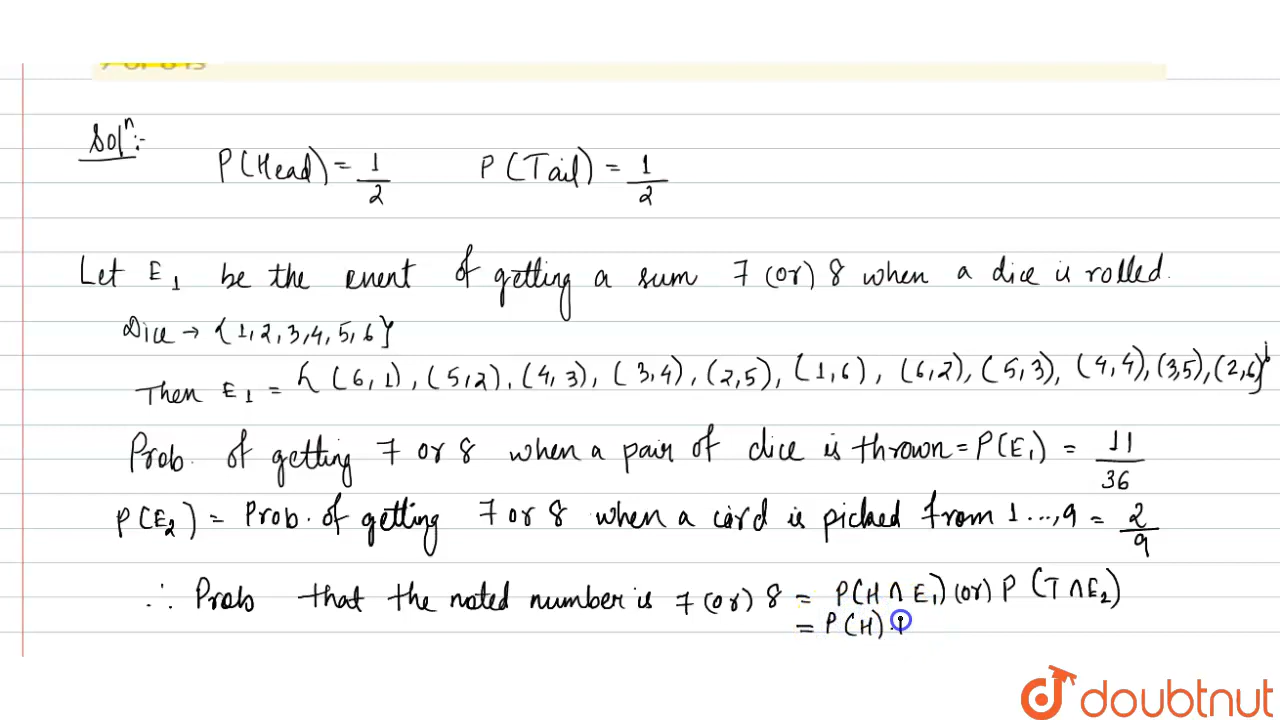 7 or 8 is
Solⁿ:-
P(Head) = 1/2 P(Tail) = 1/2
Let E₁ be the event of getting a sum 7 (or) 8 when a dice is rolled.
Dice → {1,2,3,4,5,6}
Then E₁ = {(6,1), (5,2), (4,3), (3,4), (2,5), (1,6), (6,2), (5,3), (4,4), (3,5), (2,6)}
Prob. of getting 7 or 8 when a pair of dice is thrown = P(E₁) = 11/36
P(E₂) = Prob. of getting 7 or 8 when a card is picked from 1 ..., 9 = 2/9
∴ Prob that the noted number is 7 (or) 8 = P(H∩E₁) (or) P(T∩E₂)
= P(H) .
doubtnut